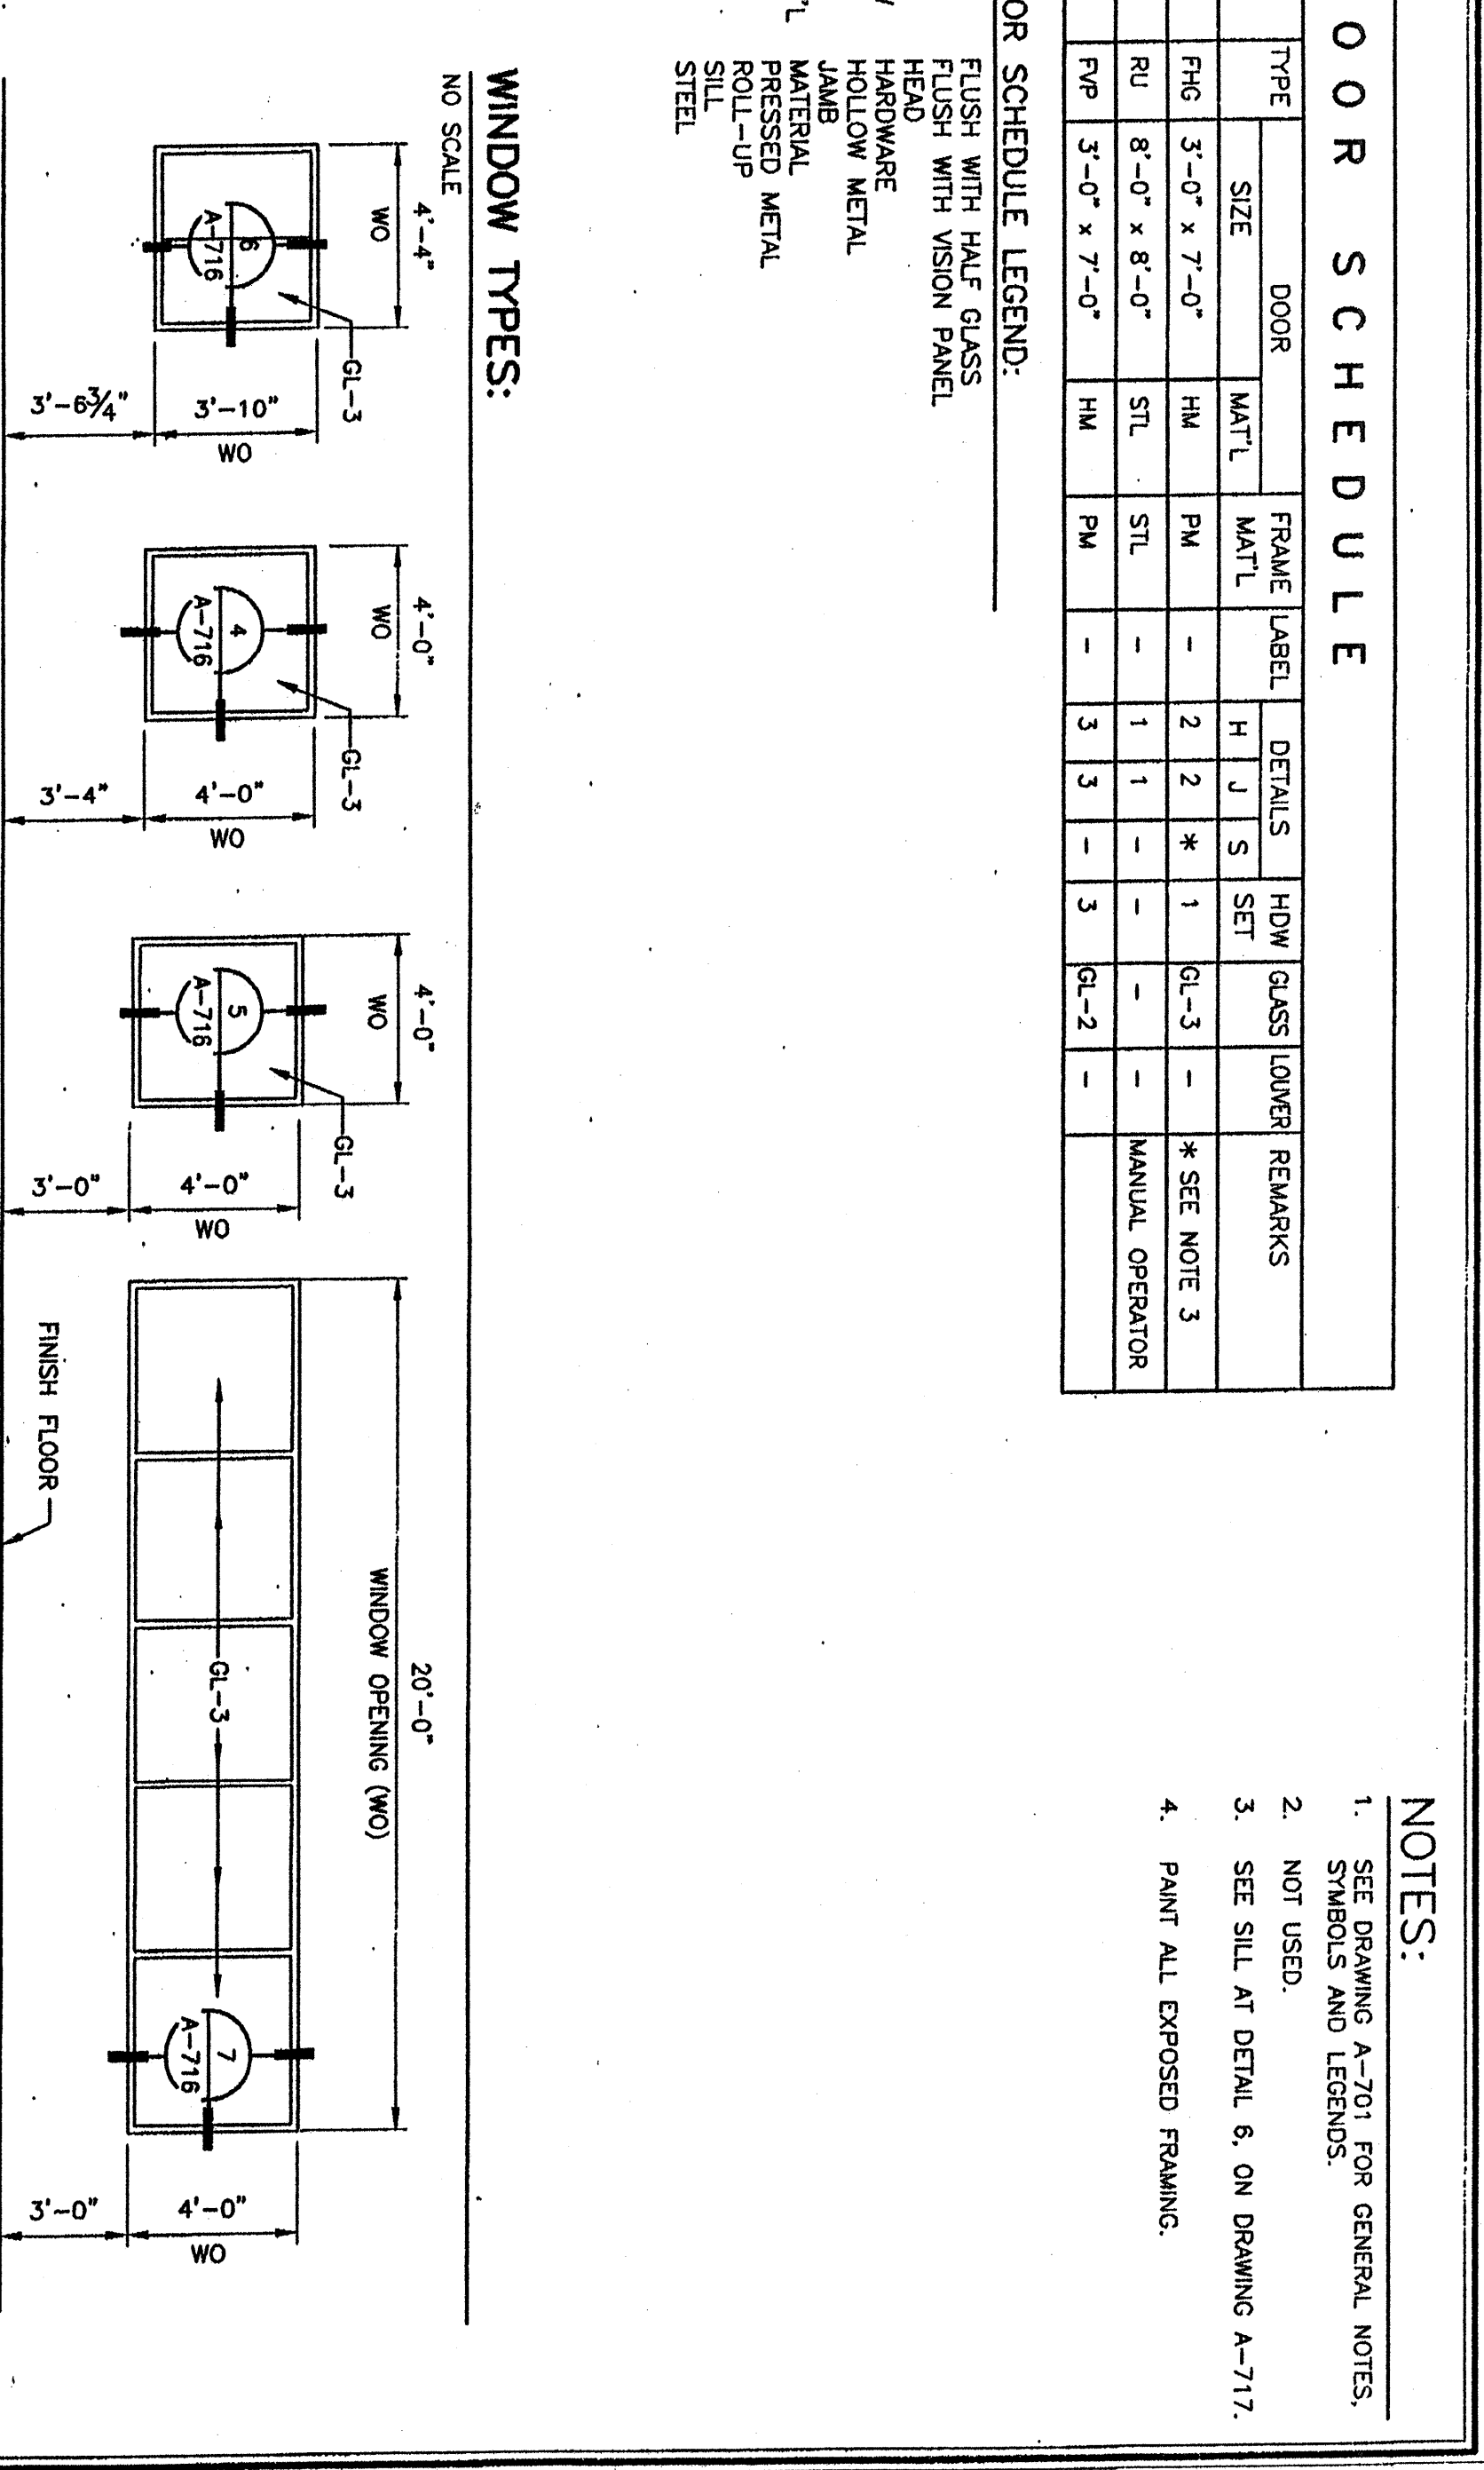 OOR SCHEDULE
TYPE DOOR FRAME LABEL DETAILS HDW GLASS LOUVER REMARKS
SIZE MAT'L MAT'L H J S SET
FHG 3'-0" x 7'-0" HM PM - 2 2 * 1 GL-3 - * SEE NOTE 3
RU 8'-0" x 8'-0" STL STL - 1 1 - - - - MANUAL OPERATOR
FVP 3'-0" x 7'-0" HM PM - 3 3 - 3 GL-2 -
OR SCHEDULE LEGEND:
FLUSH WITH HALF GLASS
FLUSH WITH VISION PANEL
HEAD
HARDWARE
HOLLOW METAL
JAMB
'L MATERIAL
PRESSED METAL
ROLL-UP
SILL
STEEL
NOTES:
1. SEE DRAWING A-701 FOR GENERAL NOTES,
SYMBOLS AND LEGENDS.
2. NOT USED.
3. SEE SILL AT DETAIL 6, ON DRAWING A-717.
4. PAINT ALL EXPOSED FRAMING.
WINDOW TYPES:
NO SCALE
4'-4"
WO
GL-3
6
A-716
3'-10"
WO
3'-6¾"
4'-0"
WO
GL-3
4
A-716
4'-0"
WO
3'-4"
4'-0"
WO
GL-3
5
A-716
4'-0"
WO
3'-0"
20'-0"
WINDOW OPENING (WO)
GL-3
7
A-716
4'-0"
WO
3'-0"
FINISH FLOOR